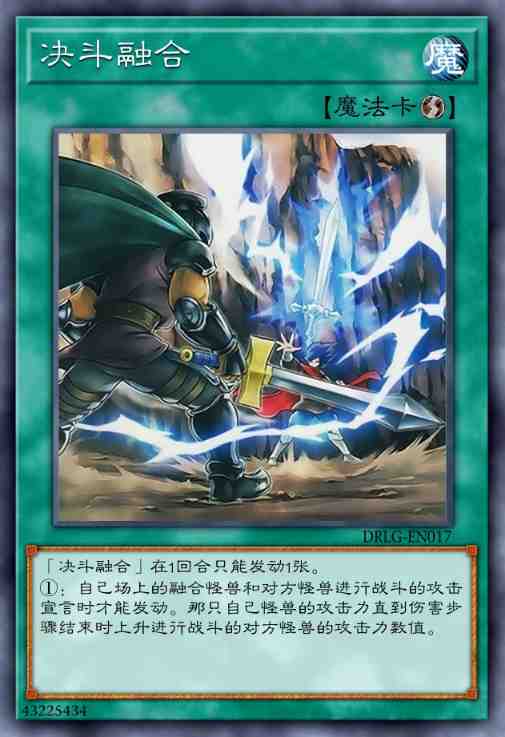 决斗融合
魔
【魔法卡】
DRLG-EN017
「决斗融合」在1回合只能发动1张。
①：自己场上的融合怪兽和对方怪兽进行战斗的攻击
宣言时才能发动。那只自己怪兽的攻击力直到伤害步
骤结束时上升进行战斗的对方怪兽的攻击力数值。
43225434